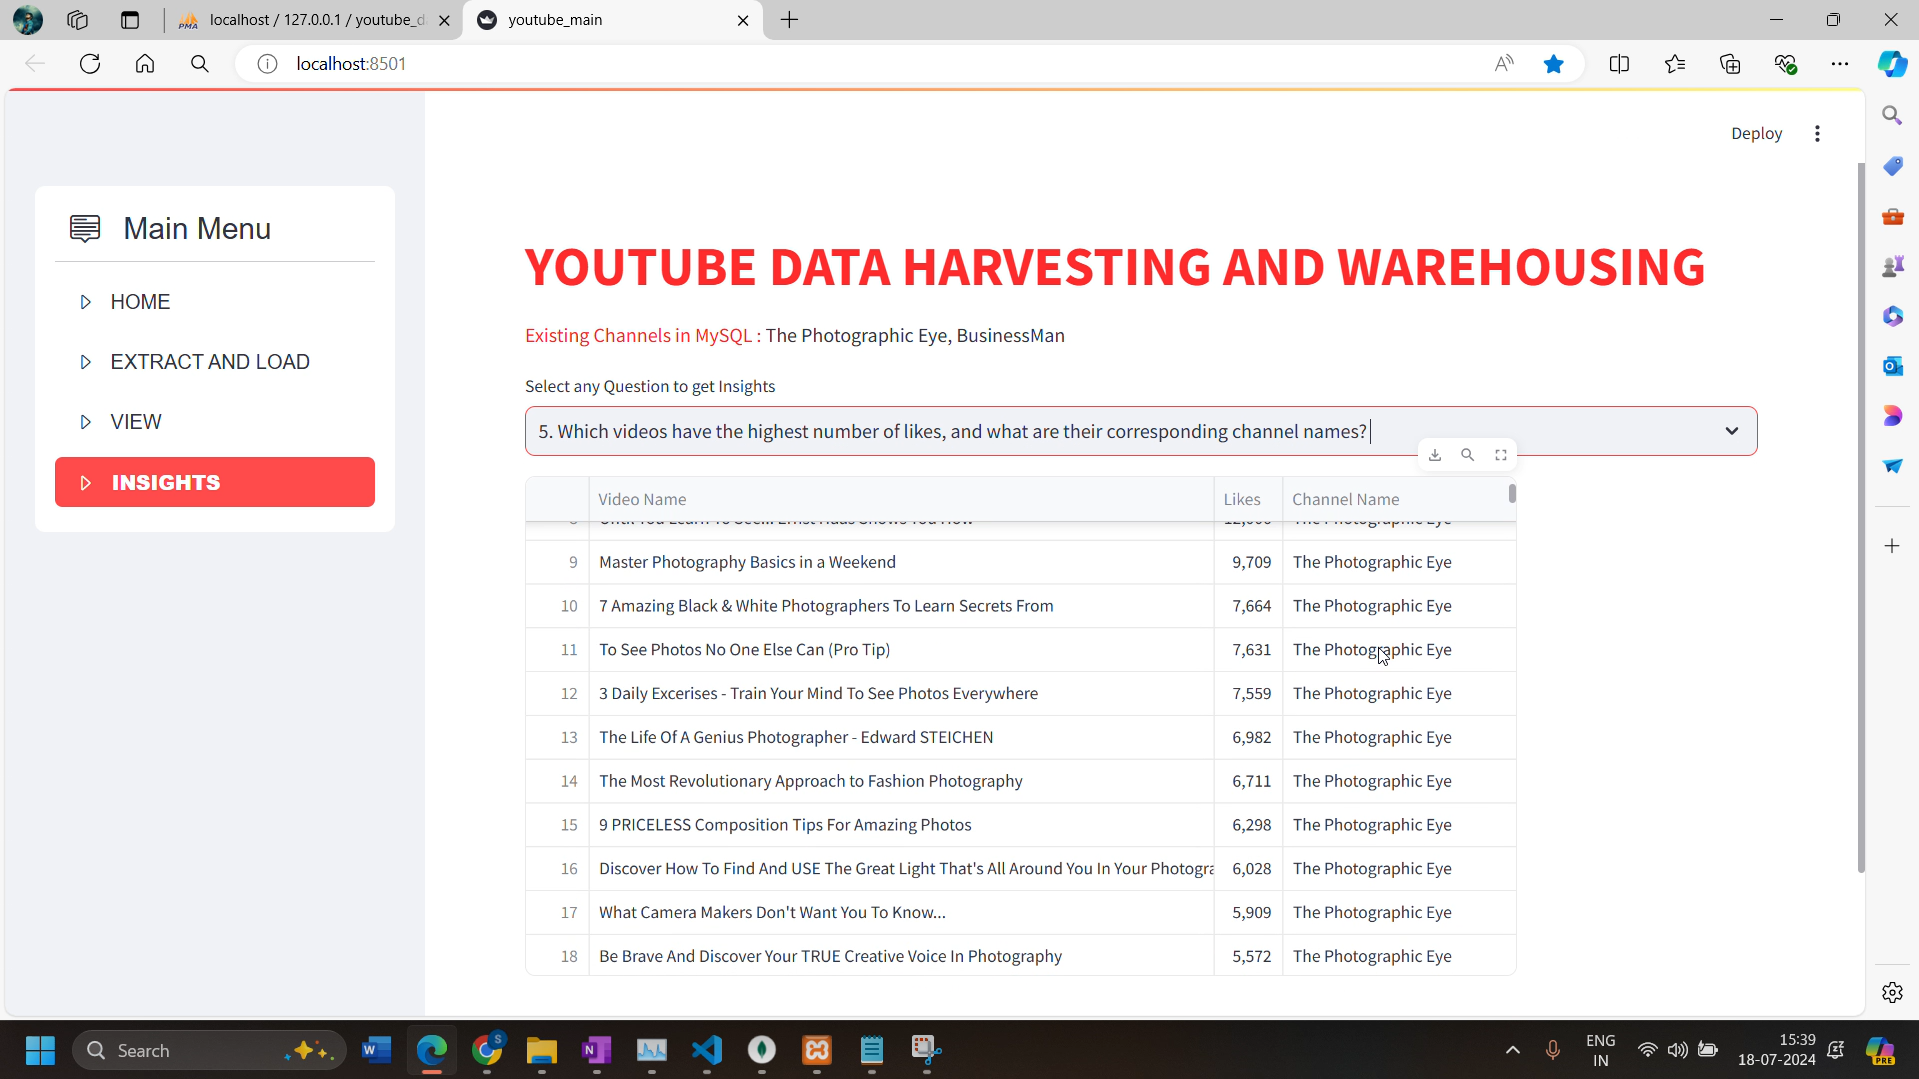 localhost / 127.0.0.1 / youtube_d
youtube_main
localhost:8501
Deploy
Main Menu
HOME
EXTRACT AND LOAD
VIEW
INSIGHTS
YOUTUBE DATA HARVESTING AND WAREHOUSING
Existing Channels in MySQL : The Photographic Eye, BusinessMan
Select any Question to get Insights
5. Which videos have the highest number of likes, and what are their corresponding channel names?
Video Name Likes Channel Name
9 Master Photography Basics in a Weekend 9,709 The Photographic Eye
10 7 Amazing Black & White Photographers To Learn Secrets From 7,664 The Photographic Eye
11 To See Photos No One Else Can (Pro Tip) 7,631 The Photographic Eye
12 3 Daily Excerises - Train Your Mind To See Photos Everywhere 7,559 The Photographic Eye
13 The Life Of A Genius Photographer - Edward STEICHEN 6,982 The Photographic Eye
14 The Most Revolutionary Approach to Fashion Photography 6,711 The Photographic Eye
15 9 PRICELESS Composition Tips For Amazing Photos 6,298 The Photographic Eye
16 Discover How To Find And USE The Great Light That's All Around You In Your Photogra 6,028 The Photographic Eye
17 What Camera Makers Don't Want You To Know... 5,909 The Photographic Eye
18 Be Brave And Discover Your TRUE Creative Voice In Photography 5,572 The Photographic Eye
Search
ENG
IN
15:39
18-07-2024